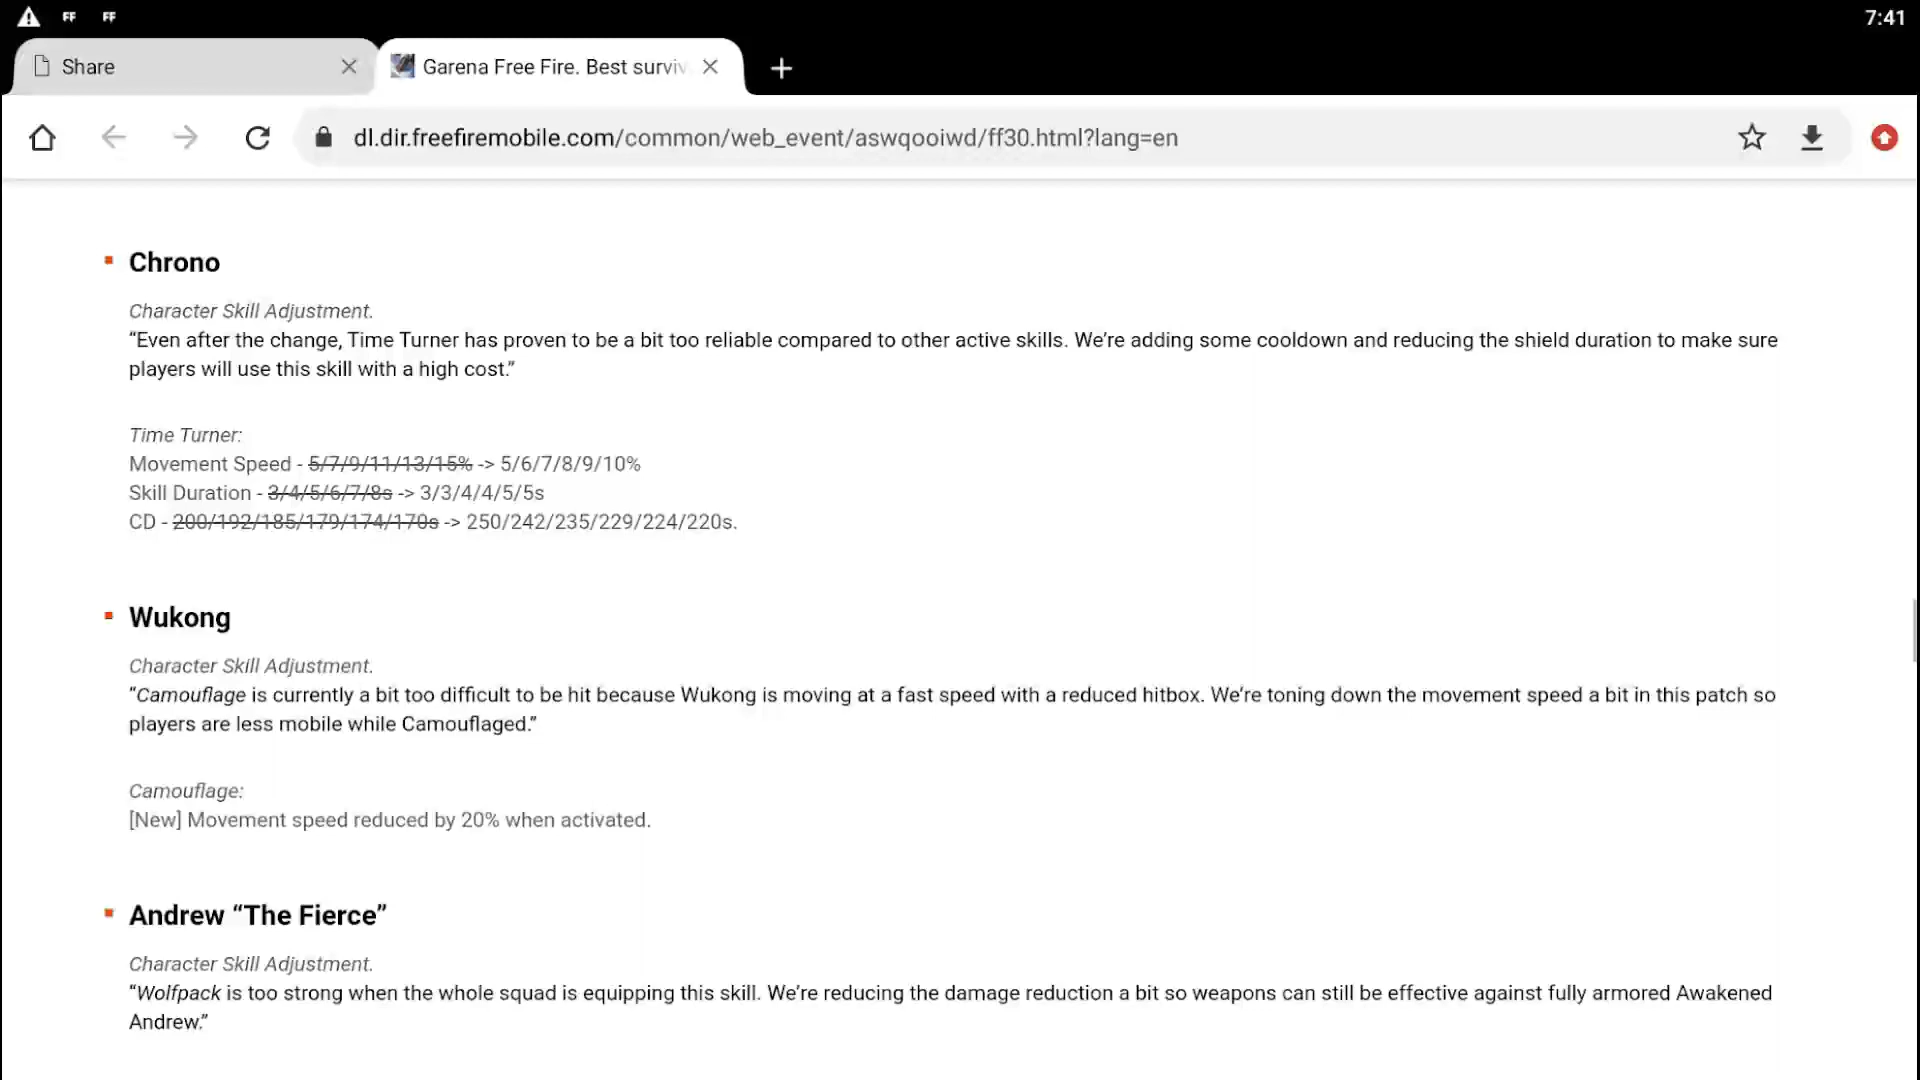 FF FF 7:41
Share
Garena Free Fire. Best surviv
dl.dir.freefiremobile.com/common/web_event/aswqooiwd/ff30.html?lang=en
Chrono
Character Skill Adjustment.
“Even after the change, Time Turner has proven to be a bit too reliable compared to other active skills. We’re adding some cooldown and reducing the shield duration to make sure
players will use this skill with a high cost.”
Time Turner:
Movement Speed - 5/7/9/11/13/15% -> 5/6/7/8/9/10%
Skill Duration - 3/4/5/6/7/8s -> 3/3/4/4/5/5s
CD - 200/192/185/179/174/170s -> 250/242/235/229/224/220s.
Wukong
Character Skill Adjustment.
“Camouflage is currently a bit too difficult to be hit because Wukong is moving at a fast speed with a reduced hitbox. We’re toning down the movement speed a bit in this patch so
players are less mobile while Camouflaged.”
Camouflage:
[New] Movement speed reduced by 20% when activated.
Andrew “The Fierce”
Character Skill Adjustment.
“Wolfpack is too strong when the whole squad is equipping this skill. We’re reducing the damage reduction a bit so weapons can still be effective against fully armored Awakened
Andrew.”